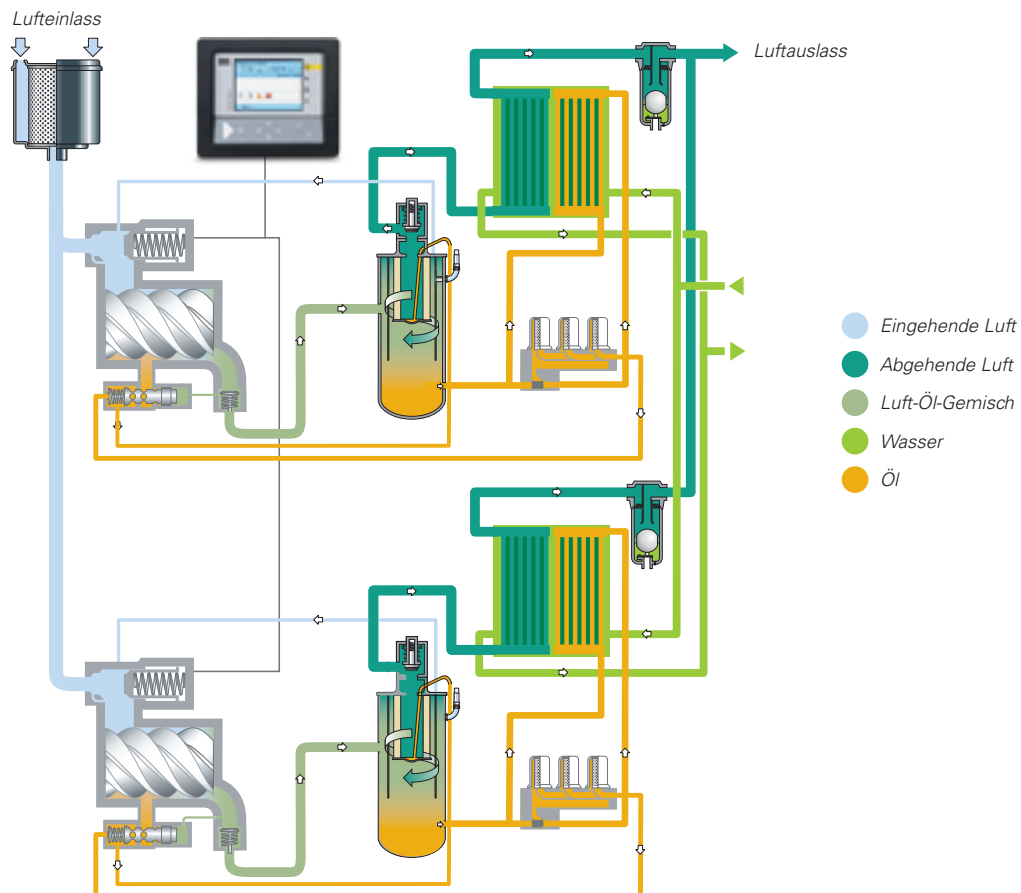 Lufteinlass
Luftauslass
Eingehende Luft
Abgehende Luft
Luft-Öl-Gemisch
Wasser
Öl